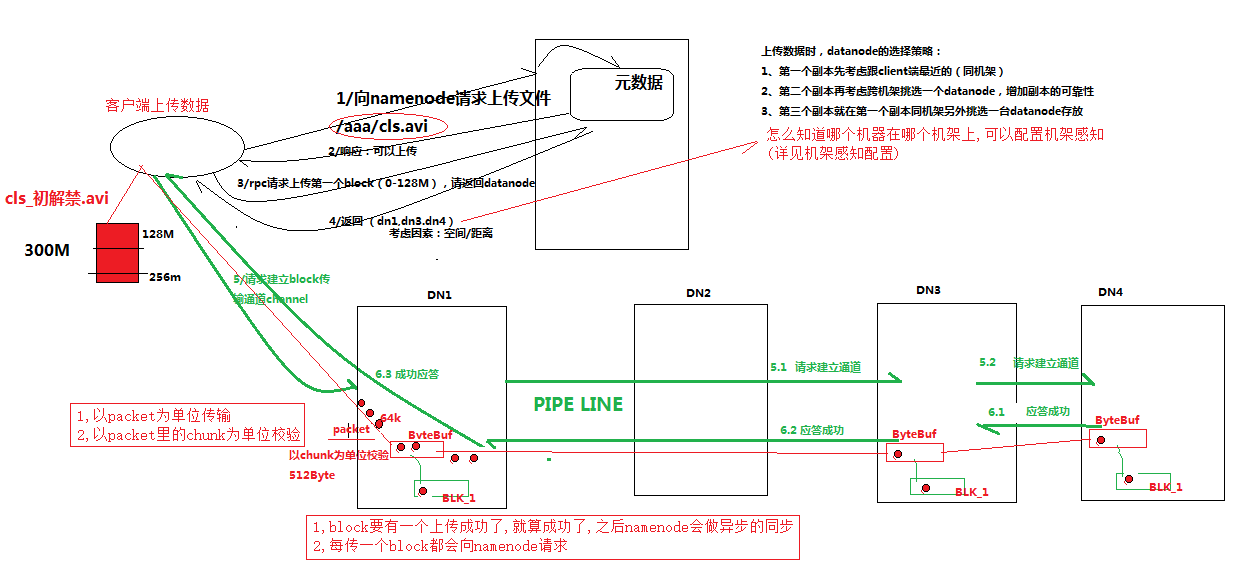 上传数据时，datanode的选择策略：
1、第一个副本先考虑跟client端最近的（同机架）
2、第二个副本再考虑跨机架挑选一个datanode，增加副本的可靠性
3、第三个副本就在第一个副本同机架另外挑选一台datanode存放
怎么知道哪个机器在哪个机架上,可以配置机架感知
(详见机架感知配置)
元数据
客户端上传数据
1/向namenode请求上传文件
/aaa/cls.avi
2/响应：可以上传
3/rpc请求上传第一个block（0-128M），请返回datanode
4/返回（dn1,dn3.dn4）
考虑因素：空间/距离
cls_初解禁.avi
300M
128M
256m
5/请求建立block传
输通道channel
DN1
DN2
DN3
DN4
6.3 成功应答
5.1 请求建立通道
5.2 请求建立通道
PIPE LINE
6.1 应答成功
6.2 应答成功
1,以packet为单位传输
2,以packet里的chunk为单位校验
64k
packet
ByteBuf
ByteBuf
ByteBuf
以chunk为单位校验
512Byte
BLK_1
BLK_1
BLK_1
1,block要有一个上传成功了,就算成功了,之后namenode会做异步的同步
2,每传一个block都会向namenode请求